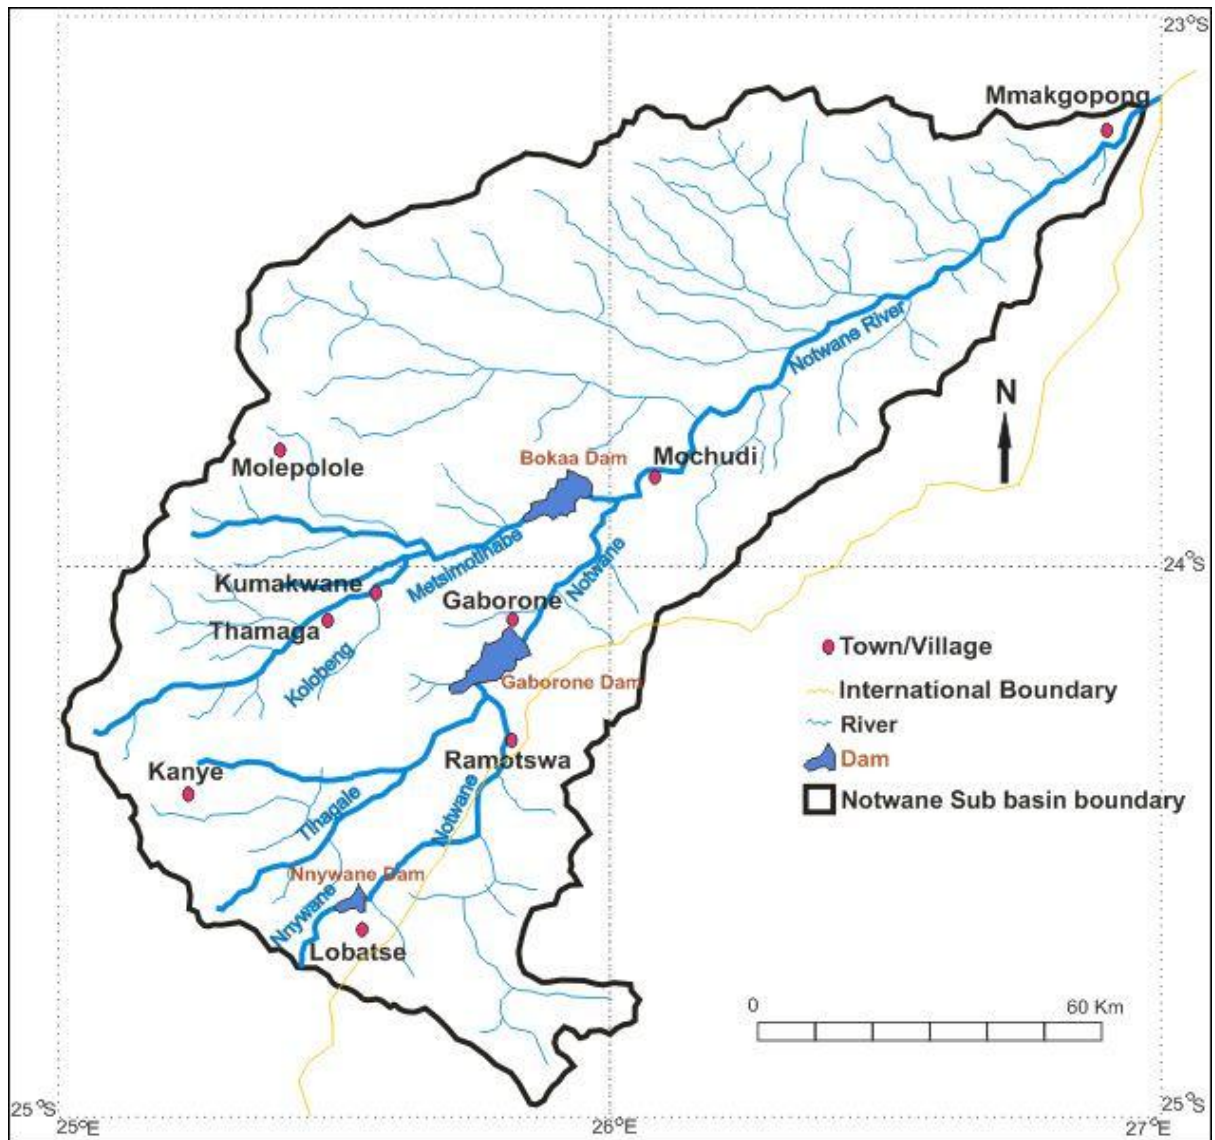 23°S
Mmakgopong
Notwane River
N
Mochudi
Bokaa Dam
Molepolole
Metsimotlhabe
Notwane
24°S
Kumakwane
Gaborone
Thamaga
Kolobeng
Gaborone Dam
Town/Village
International Boundary
River
Dam
Notwane Sub basin boundary
Ramotswa
Kanye
Tlhagale
Notwane
Nnywane Dam
Nnywane
Lobatse
0
60 Km
25°S
25°S
25°E
26°E
27°E